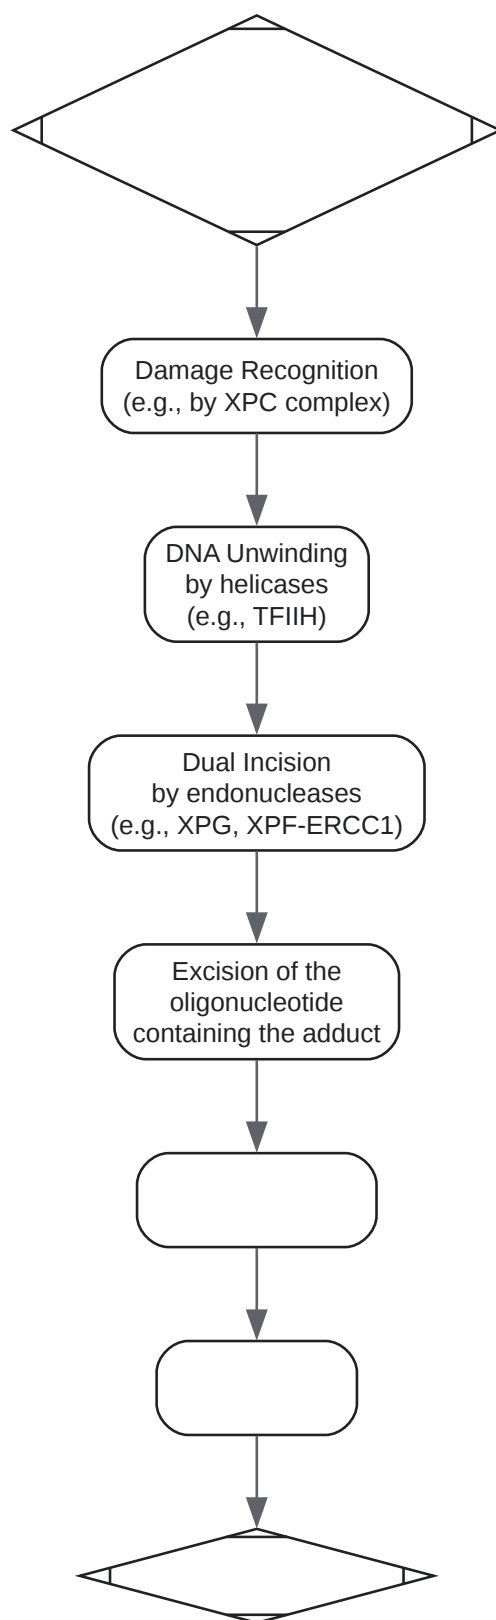 Damage Recognition
(e.g., by XPC complex)
DNA Unwinding
by helicases
(e.g., TFIIH)
Dual Incision
by endonucleases
(e.g., XPG, XPF-ERCC1)
Excision of the
oligonucleotide
containing the adduct